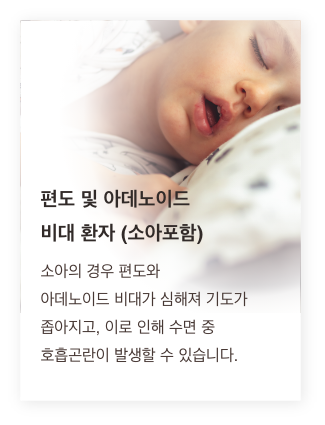 편도 및 아데노이드
비대 환자 (소아포함)
소아의 경우 편도와
아데노이드 비대가 심해져 기도가
좁아지고, 이로 인해 수면 중
호흡곤란이 발생할 수 있습니다.